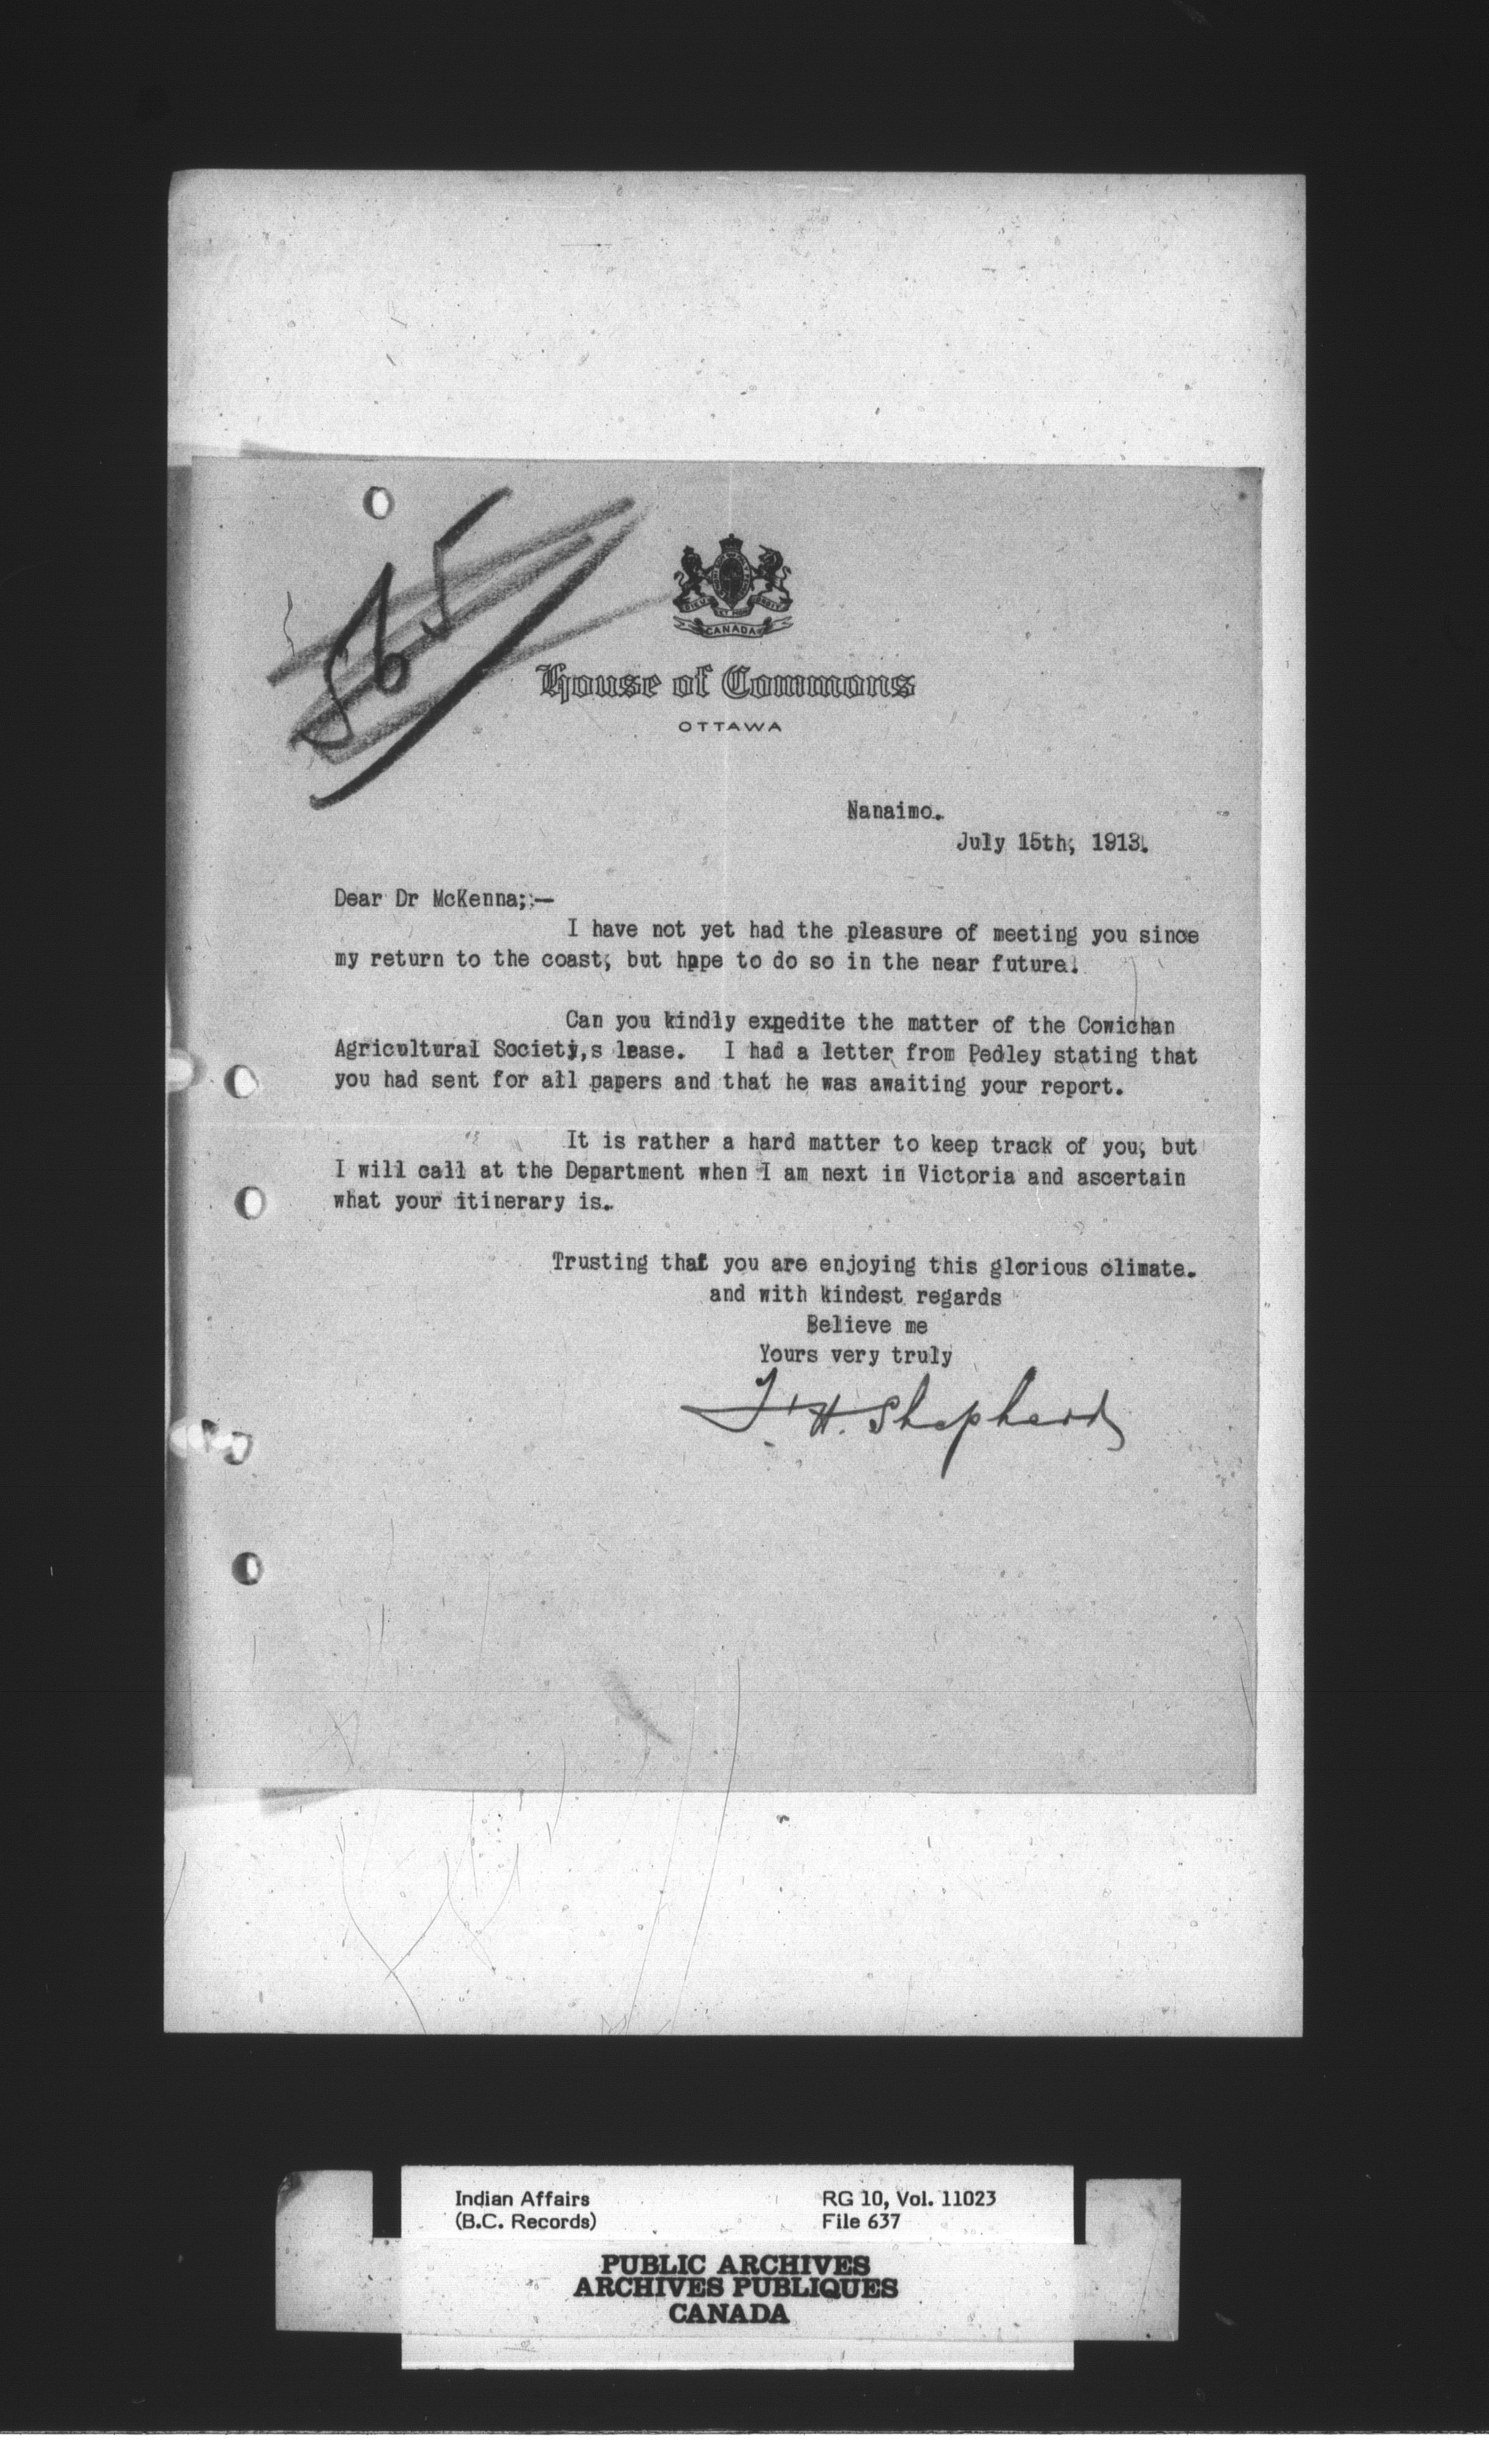 565
DIEU ET MON DROIT
CANADA
House of Commons
OTTAWA
Nanaimo.
July 15th, 1913.
Dear Dr McKenna;:—
I have not yet had the pleasure of meeting you since
my return to the coast, but hope to do so in the near future.
Can you kindly expedite the matter of the Cowichan
Agricultural Society,s lease. I had a letter from Pedley stating that
you had sent for all papers and that he was awaiting your report.
It is rather a hard matter to keep track of you, but
I will call at the Department when I am next in Victoria and ascertain
what your itinerary is.
Trusting that you are enjoying this glorious climate.
and with kindest regards
Believe me
Yours very truly
F. H. Shepherd
Indian Affairs RG 10, Vol. 11023
(B.C. Records) File 637
PUBLIC ARCHIVES
ARCHIVES PUBLIQUES
CANADA